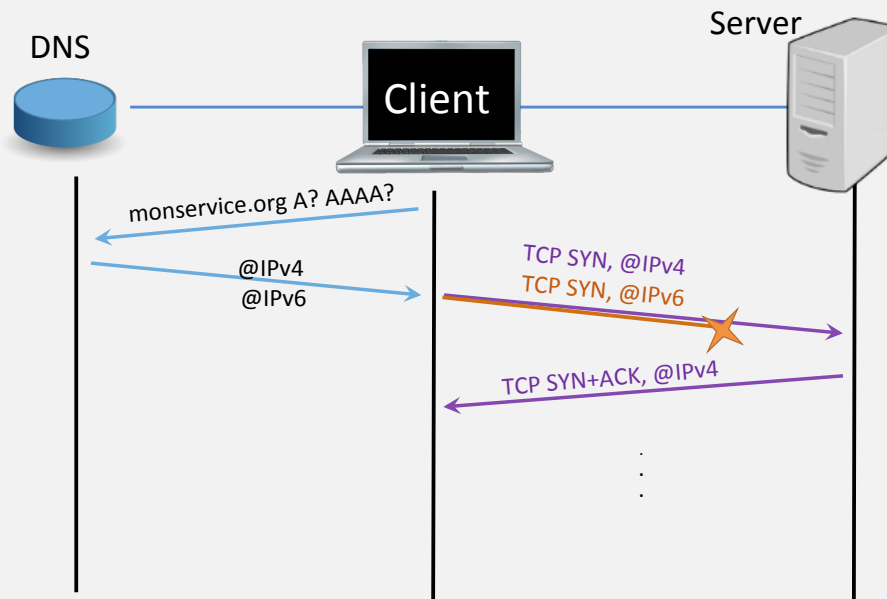 DNS
Client
Server
monservice.org A? AAAA?
@IPv4
@IPv6
TCP SYN, @IPv4
TCP SYN, @IPv6
TCP SYN+ACK, @IPv4
.
.
.